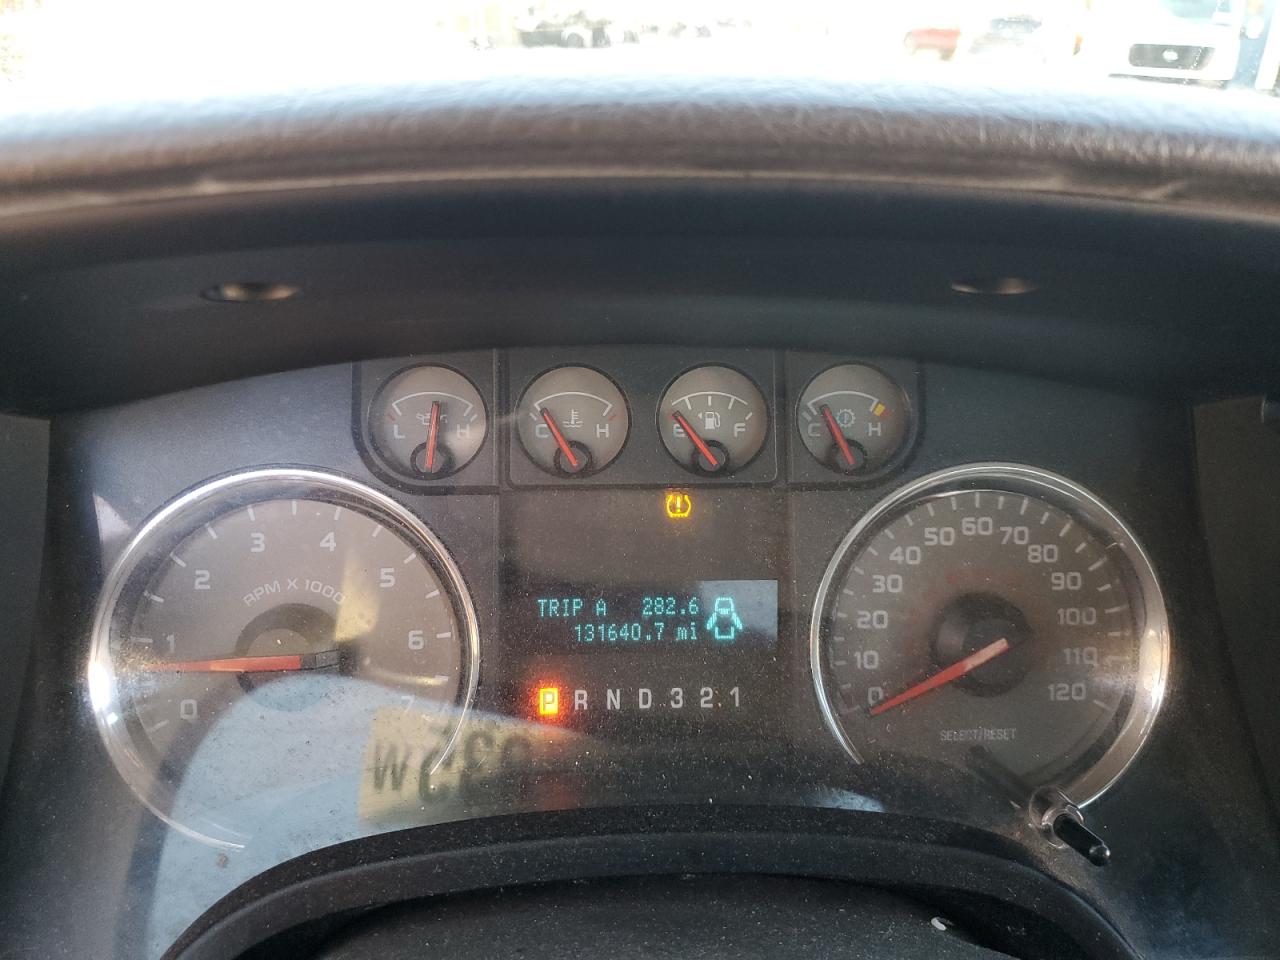 L H
C H
E F
C H
0 1 2 3 4 5 6 7
RPM X 1000
TRIP A 282.6
131640.7 mi
P R N D 3 2 1
0 10 20 30 40 50 60 70 80 90 100 110 120
SELECT/RESET